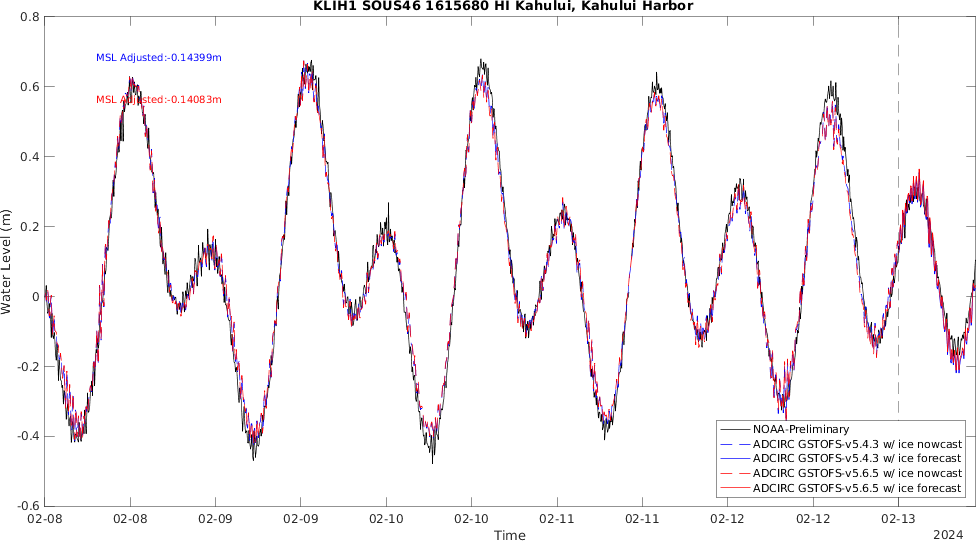 KLIH1 SOUS46 1615680 HI Kahului, Kahului Harbor
0.8
0.6
0.4
0.2
0
-0.2
-0.4
-0.6
Water Level (m)
MSL Adjusted:-0.14399m
MSL Adjusted:-0.14083m
NOAA-Preliminary
ADCIRC GSTOFS-v5.4.3 w/ ice nowcast
ADCIRC GSTOFS-v5.4.3 w/ ice forecast
ADCIRC GSTOFS-v5.6.5 w/ ice nowcast
ADCIRC GSTOFS-v5.6.5 w/ ice forecast
02-08 02-08 02-09 02-09 02-10 02-10 02-11 02-11 02-12 02-12 02-13
Time
2024